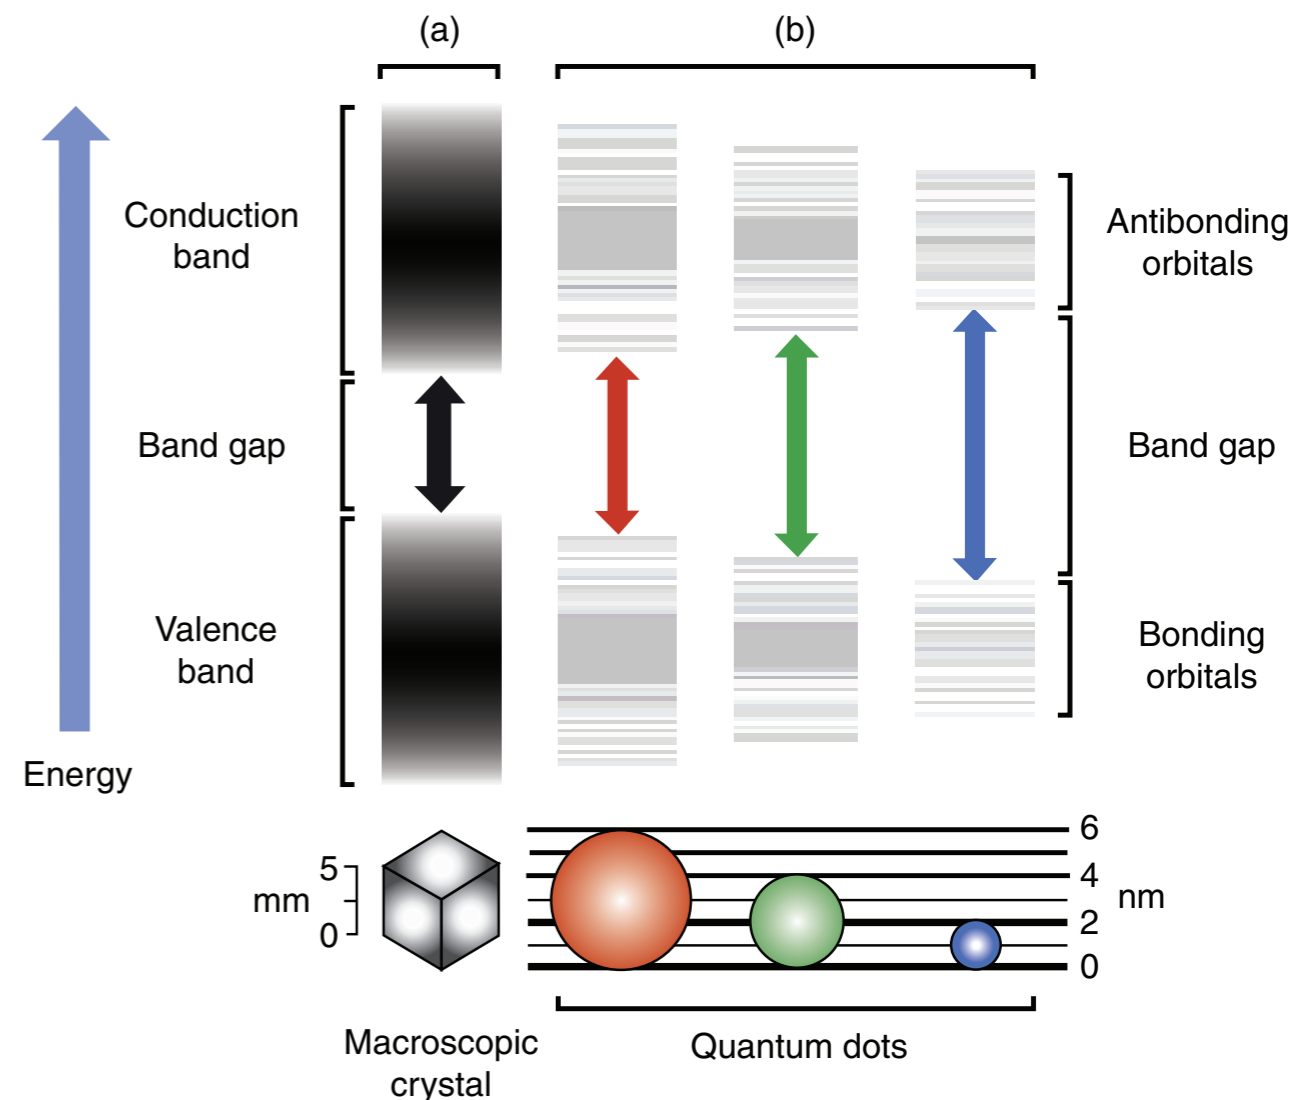 (a)
(b)
Conduction
band
Antibonding
orbitals
Band gap
Band gap
Valence
band
Bonding
orbitals
Energy
5
mm
0
6
4
nm
2
0
Macroscopic
crystal
Quantum dots